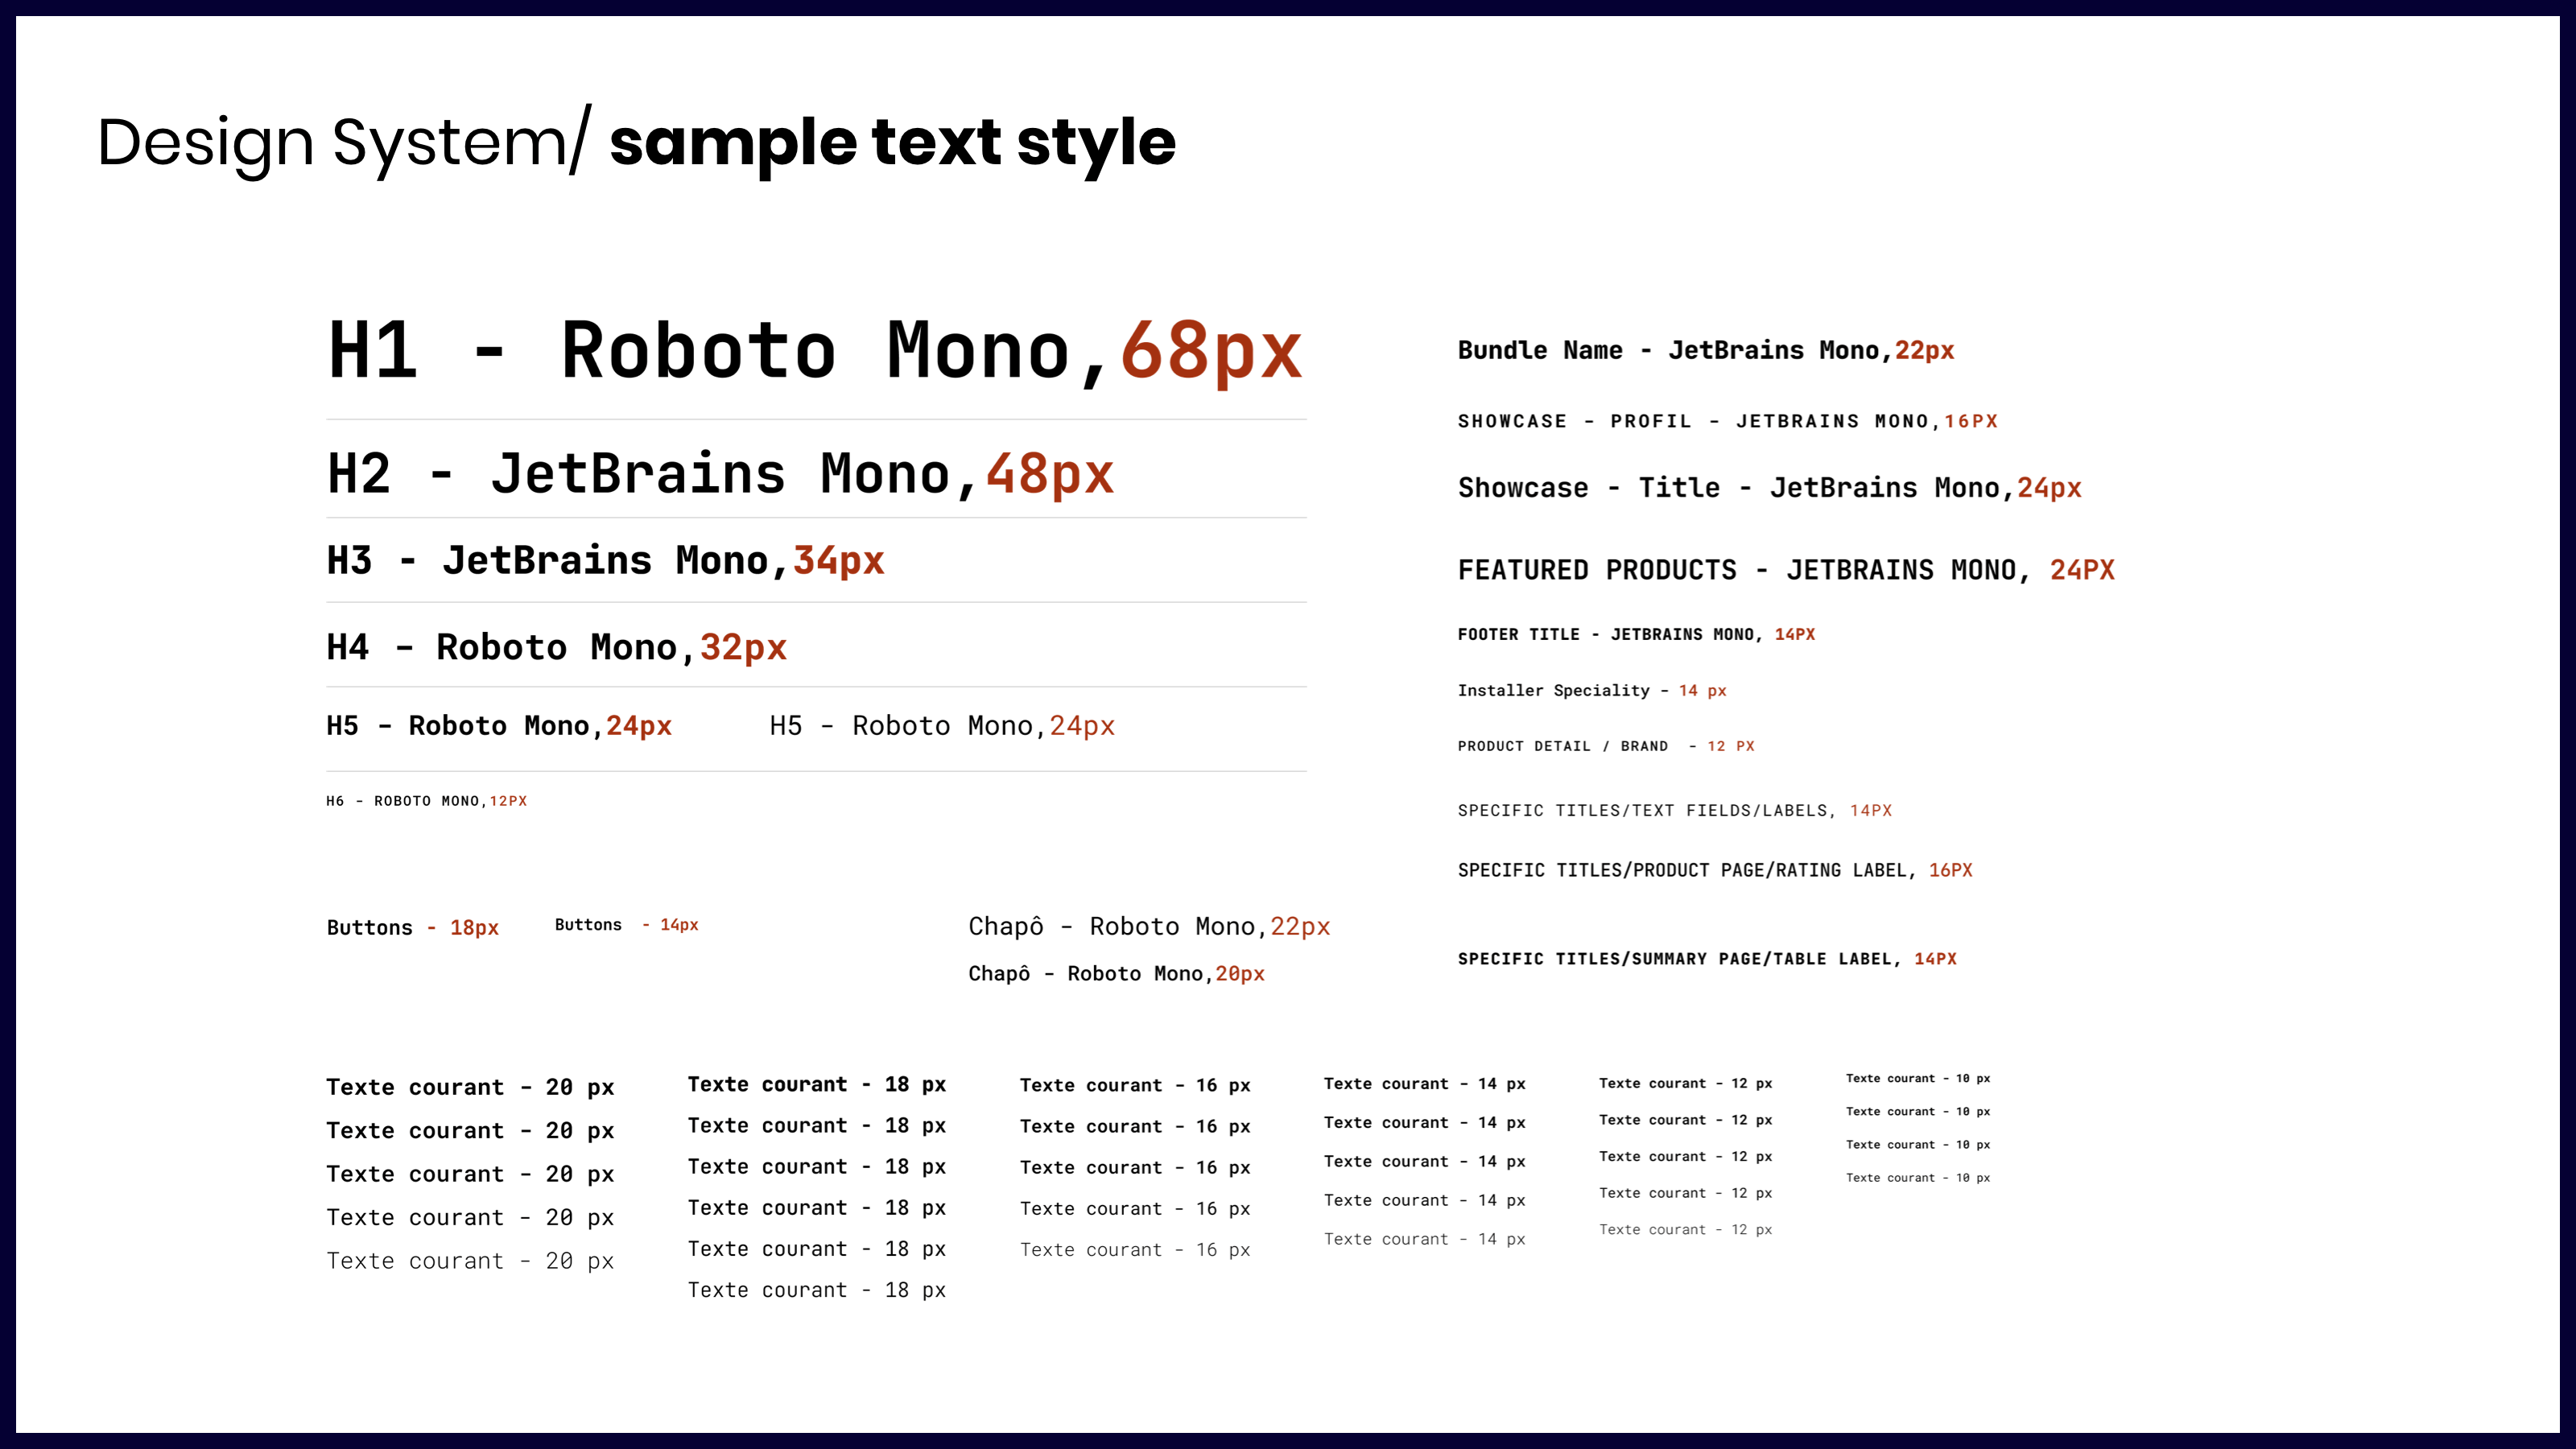 Design System/ sample text style
H1 - Roboto Mono,68px
H2 - JetBrains Mono,48px
H3 - JetBrains Mono,34px
H4 - Roboto Mono,32px
H5 - Roboto Mono,24px
H5 - Roboto Mono,24px
H6 - ROBOTO MONO,12PX
Buttons - 18px
Buttons - 14px
Chapô - Roboto Mono,22px
Chapô - Roboto Mono,20px
Bundle Name - JetBrains Mono,22px
SHOWCASE - PROFIL - JETBRAINS MONO,16PX
Showcase - Title - JetBrains Mono,24px
FEATURED PRODUCTS - JETBRAINS MONO, 24PX
FOOTER TITLE - JETBRAINS MONO, 14PX
Installer Speciality - 14 px
PRODUCT DETAIL / BRAND - 12 PX
SPECIFIC TITLES/TEXT FIELDS/LABELS, 14PX
SPECIFIC TITLES/PRODUCT PAGE/RATING LABEL, 16PX
SPECIFIC TITLES/SUMMARY PAGE/TABLE LABEL, 14PX
Texte courant - 20 px
Texte courant - 20 px
Texte courant - 20 px
Texte courant - 20 px
Texte courant - 20 px
Texte courant - 18 px
Texte courant - 18 px
Texte courant - 18 px
Texte courant - 18 px
Texte courant - 18 px
Texte courant - 18 px
Texte courant - 16 px
Texte courant - 16 px
Texte courant - 16 px
Texte courant - 16 px
Texte courant - 16 px
Texte courant - 14 px
Texte courant - 14 px
Texte courant - 14 px
Texte courant - 14 px
Texte courant - 14 px
Texte courant - 12 px
Texte courant - 12 px
Texte courant - 12 px
Texte courant - 12 px
Texte courant - 12 px
Texte courant - 10 px
Texte courant - 10 px
Texte courant - 10 px
Texte courant - 10 px